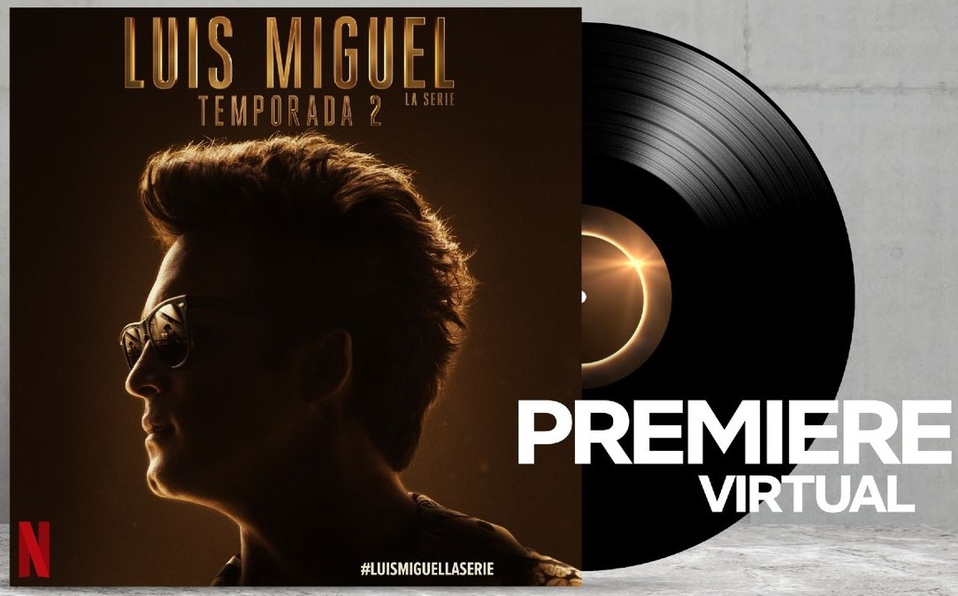 LUIS MIGUEL
LA SERIE
TEMPORADA 2
PREMIERE
VIRTUAL
N
#LUISMIGUELLASERIE